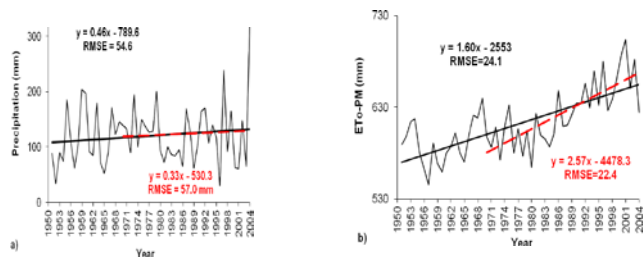 y = 0.46x - 789.6
RMSE = 54.6
Precipitation (mm)
300
200
100
0
y = 0.33x - 530.3
RMSE = 57.0 mm
1950 1953 1956 1959 1962 1965 1968 1971 1974 1977 1980 1983 1986 1989 1992 1995 1998 2001 2004
a)
Year
y = 1.60x - 2553
RMSE=24.1
ETo-PM (mm)
730
630
530
y = 2.57x - 4478.3
RMSE=22.4
1950 1953 1956 1959 1962 1965 1968 1971 1974 1977 1980 1983 1986 1989 1992 1995 1998 2001 2004
b)
Year